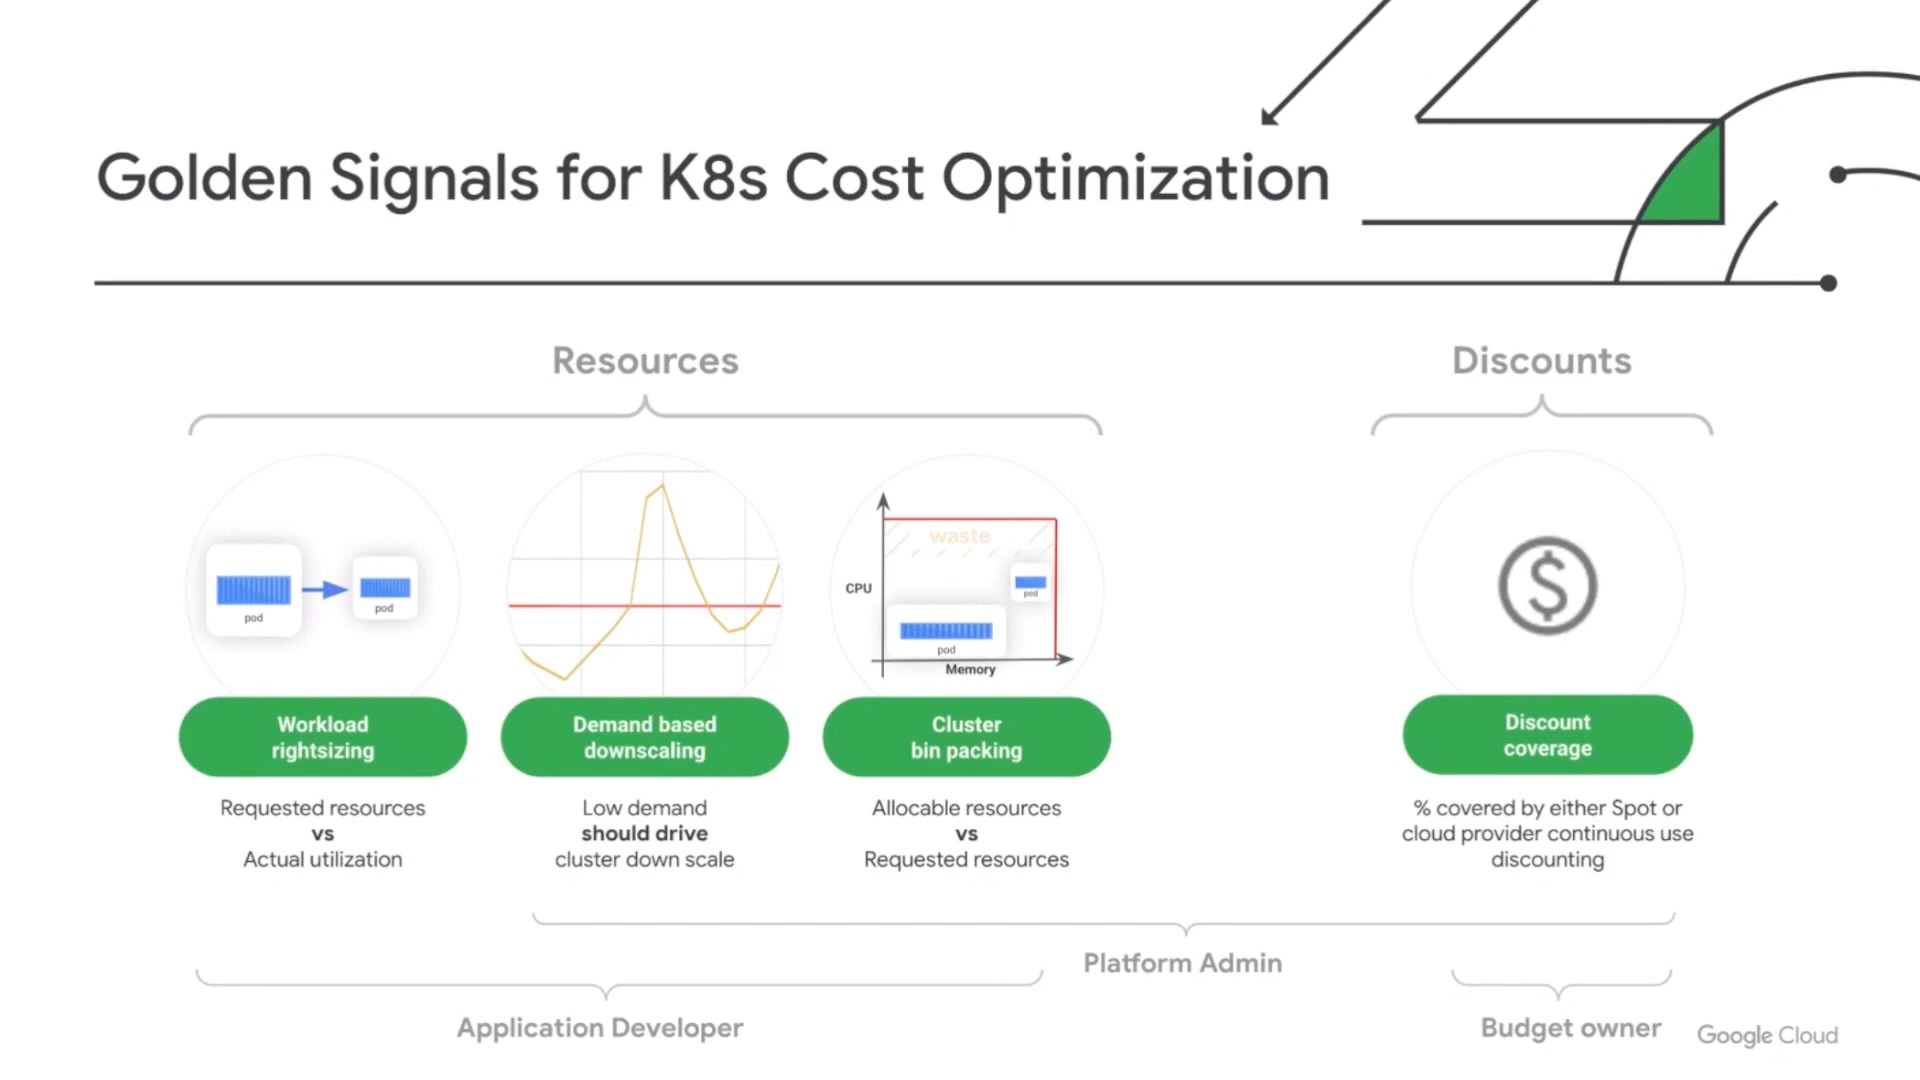 Golden Signals for K8s Cost Optimization
Resources
Discounts
pod
pod
waste
CPU
pod
pod
Memory
Workload
rightsizing
Demand based
downscaling
Cluster
bin packing
Discount
coverage
Requested resources
vs
Actual utilization
Low demand
should drive
cluster down scale
Allocable resources
vs
Requested resources
% covered by either Spot or
cloud provider continuous use
discounting
Platform Admin
Application Developer
Budget owner
Google Cloud